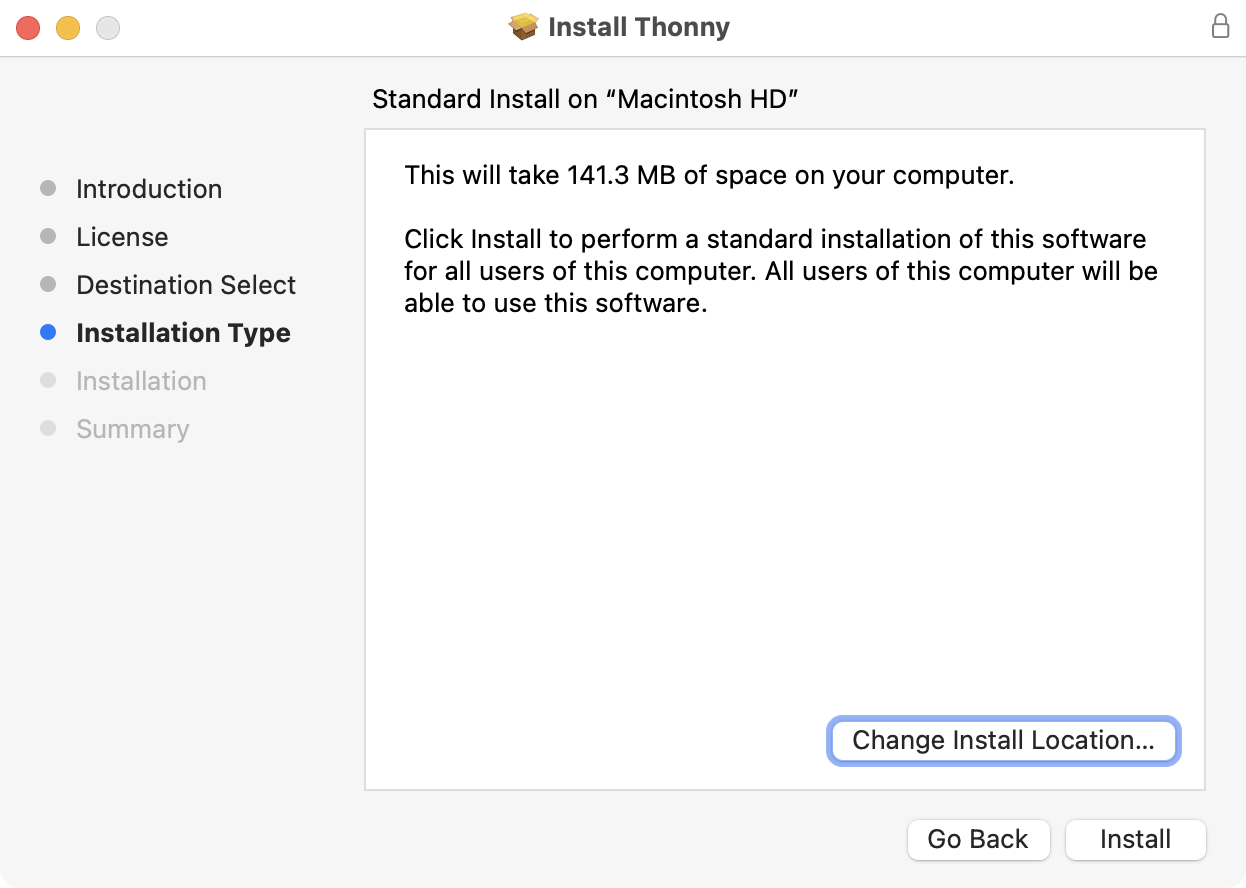 Install Thonny
Standard Install on “Macintosh HD”
Introduction
License
Destination Select
Installation Type
Installation
Summary
This will take 141.3 MB of space on your computer.
Click Install to perform a standard installation of this software
for all users of this computer. All users of this computer will be
able to use this software.
Change Install Location...
Go Back
Install